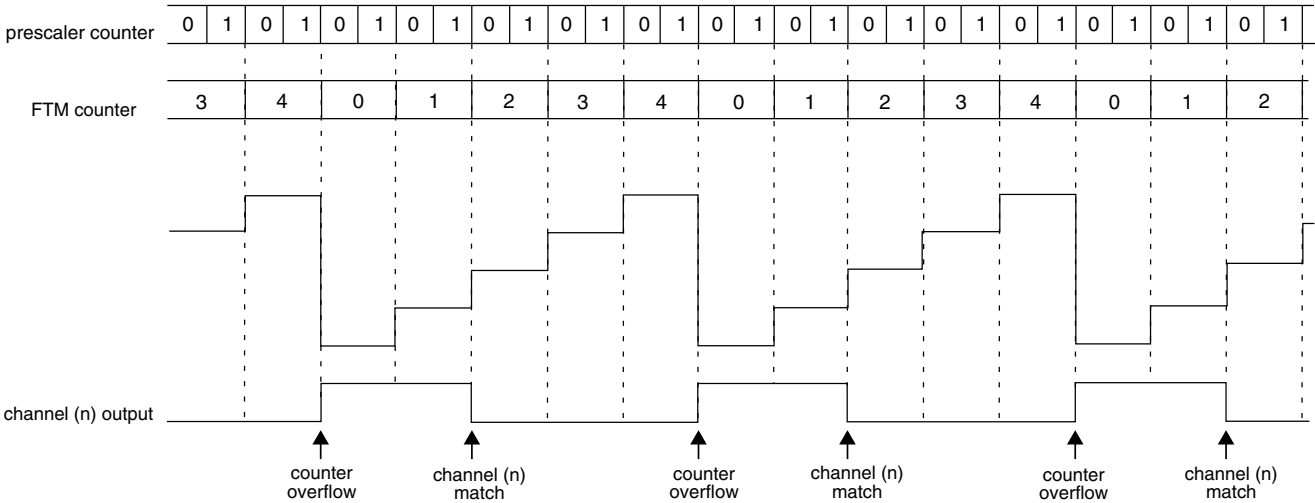 prescaler counter 0 1 0 1 0 1 0 1 0 1 0 1 0 1 0 1 0 1 0 1 0 1 0 1 0 1 0 1 0 1
FTM counter 3 4 0 1 2 3 4 0 1 2 3 4 0 1 2
channel (n) output
counter overflow
channel (n) match
counter overflow
channel (n) match
counter overflow
channel (n) match